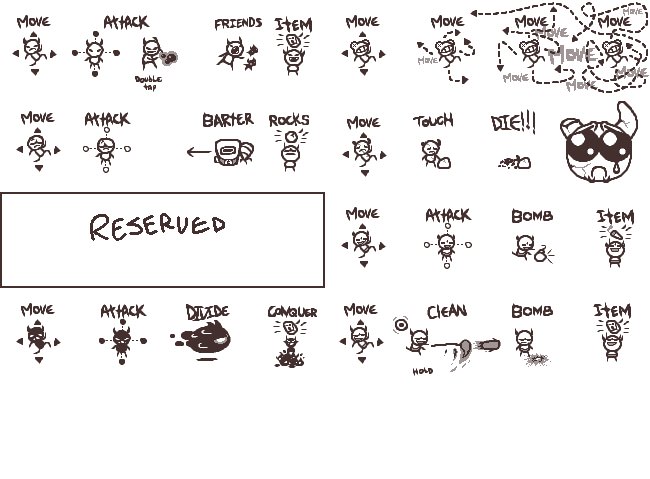 MOVE ATTACK FRIENDS ITEM
DOUBLE TAP
MOVE MOVE MOVE MOVE
MOVE MOVE MOVE MOVE MOVE MOVE
MOVE ATTACK BARTER ROCKS
MOVE TOUCH DIE!!!
RESERVED
MOVE ATTACK BOMB ITEM
MOVE ATTACK DIVIDE CONQUER
MOVE CLEAN BOMB ITEM
HOLD